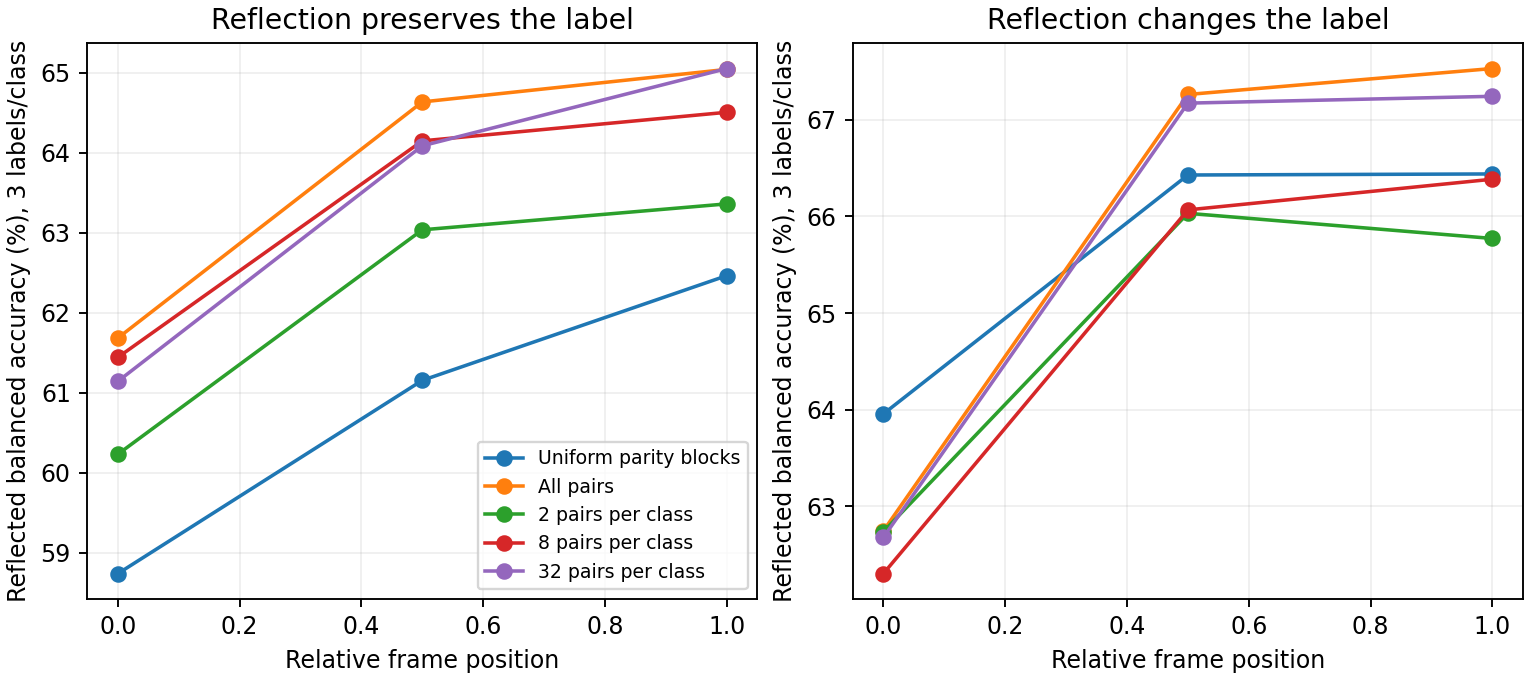 Reflection preserves the label
Reflected balanced accuracy (%), 3 labels/class
65
64
63
62
61
60
59
Uniform parity blocks
All pairs
2 pairs per class
8 pairs per class
32 pairs per class
0.0 0.2 0.4 0.6 0.8 1.0
Relative frame position
Reflection changes the label
Reflected balanced accuracy (%), 3 labels/class
67
66
65
64
63
0.0 0.2 0.4 0.6 0.8 1.0
Relative frame position